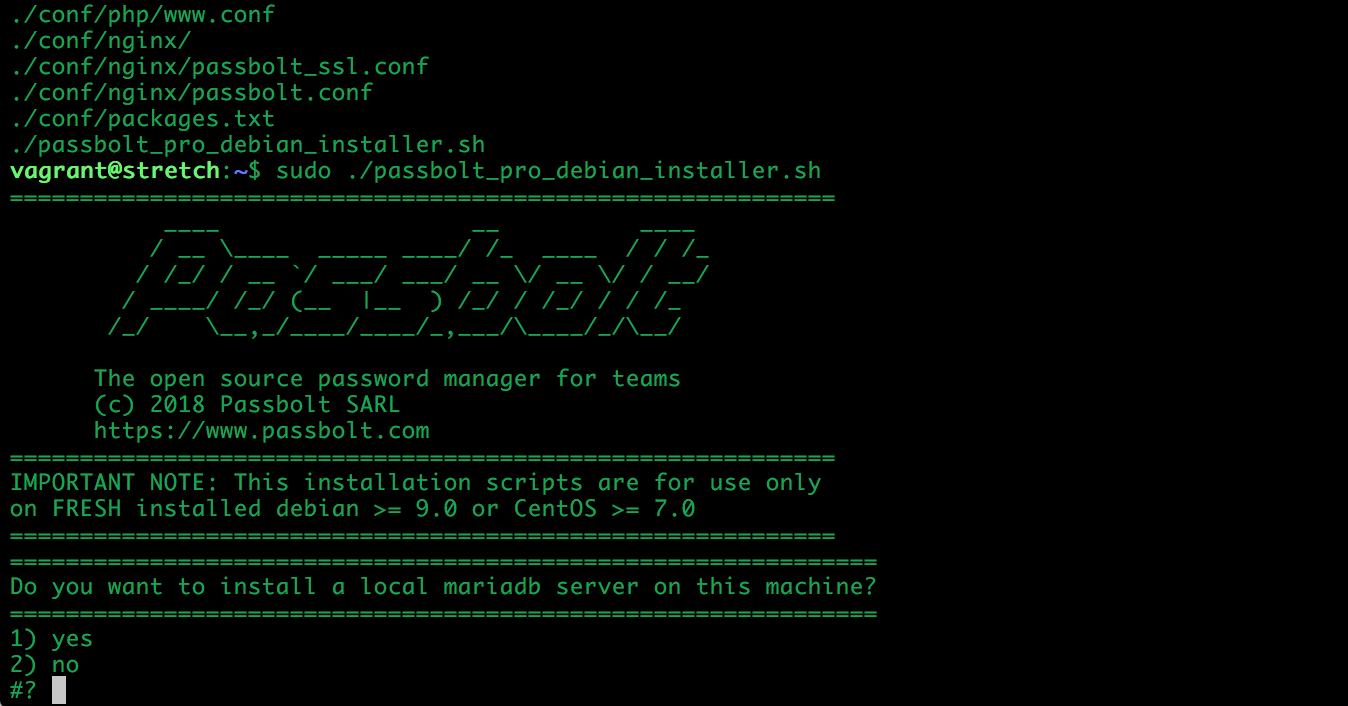 ./conf/php/www.conf
./conf/nginx/
./conf/nginx/passbolt_ssl.conf
./conf/nginx/passbolt.conf
./conf/packages.txt
./passbolt_pro_debian_installer.sh
vagrant@stretch:~$ sudo ./passbolt_pro_debian_installer.sh
===========================================================
           ____                  __          ____
          / __ \____  _____ ____/ /_  ____  / / /_
         / /_/ / __ `/ ___/ ___/ __ \/ __ \/ / __/
        / ____/ /_/ (__  |__  ) /_/ / /_/ / / /_
       /_/    \__,_/____/____/_,___/\____/_/\__/

      The open source password manager for teams
      (c) 2018 Passbolt SARL
      https://www.passbolt.com
===========================================================
IMPORTANT NOTE: This installation scripts are for use only
on FRESH installed debian >= 9.0 or CentOS >= 7.0
===========================================================
==============================================================
Do you want to install a local mariadb server on this machine?
==============================================================
1) yes
2) no
#?